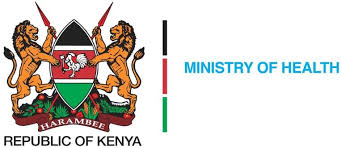 HARAMBEE
REPUBLIC OF KENYA
MINISTRY OF HEALTH